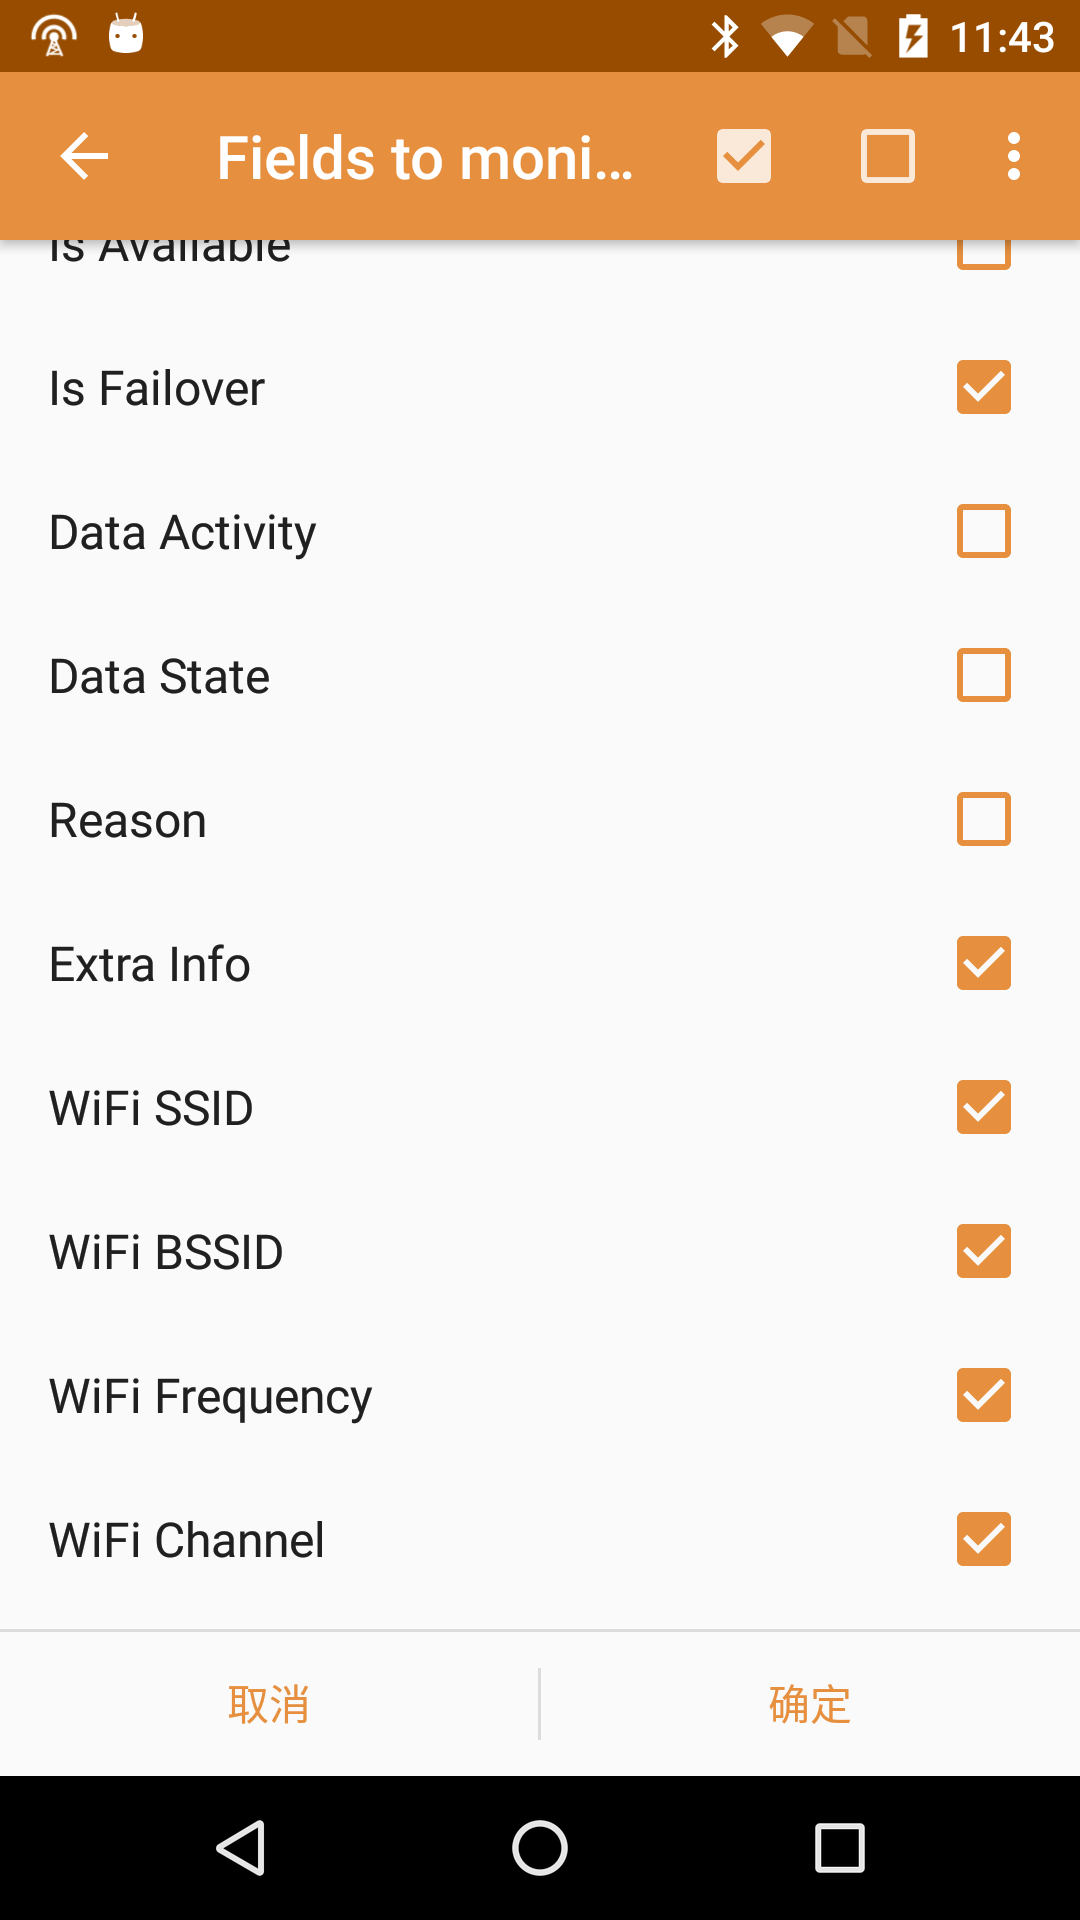 11:43
Fields to moni...
Is Available
Is Failover
Data Activity
Data State
Reason
Extra Info
WiFi SSID
WiFi BSSID
WiFi Frequency
WiFi Channel
取消
确定